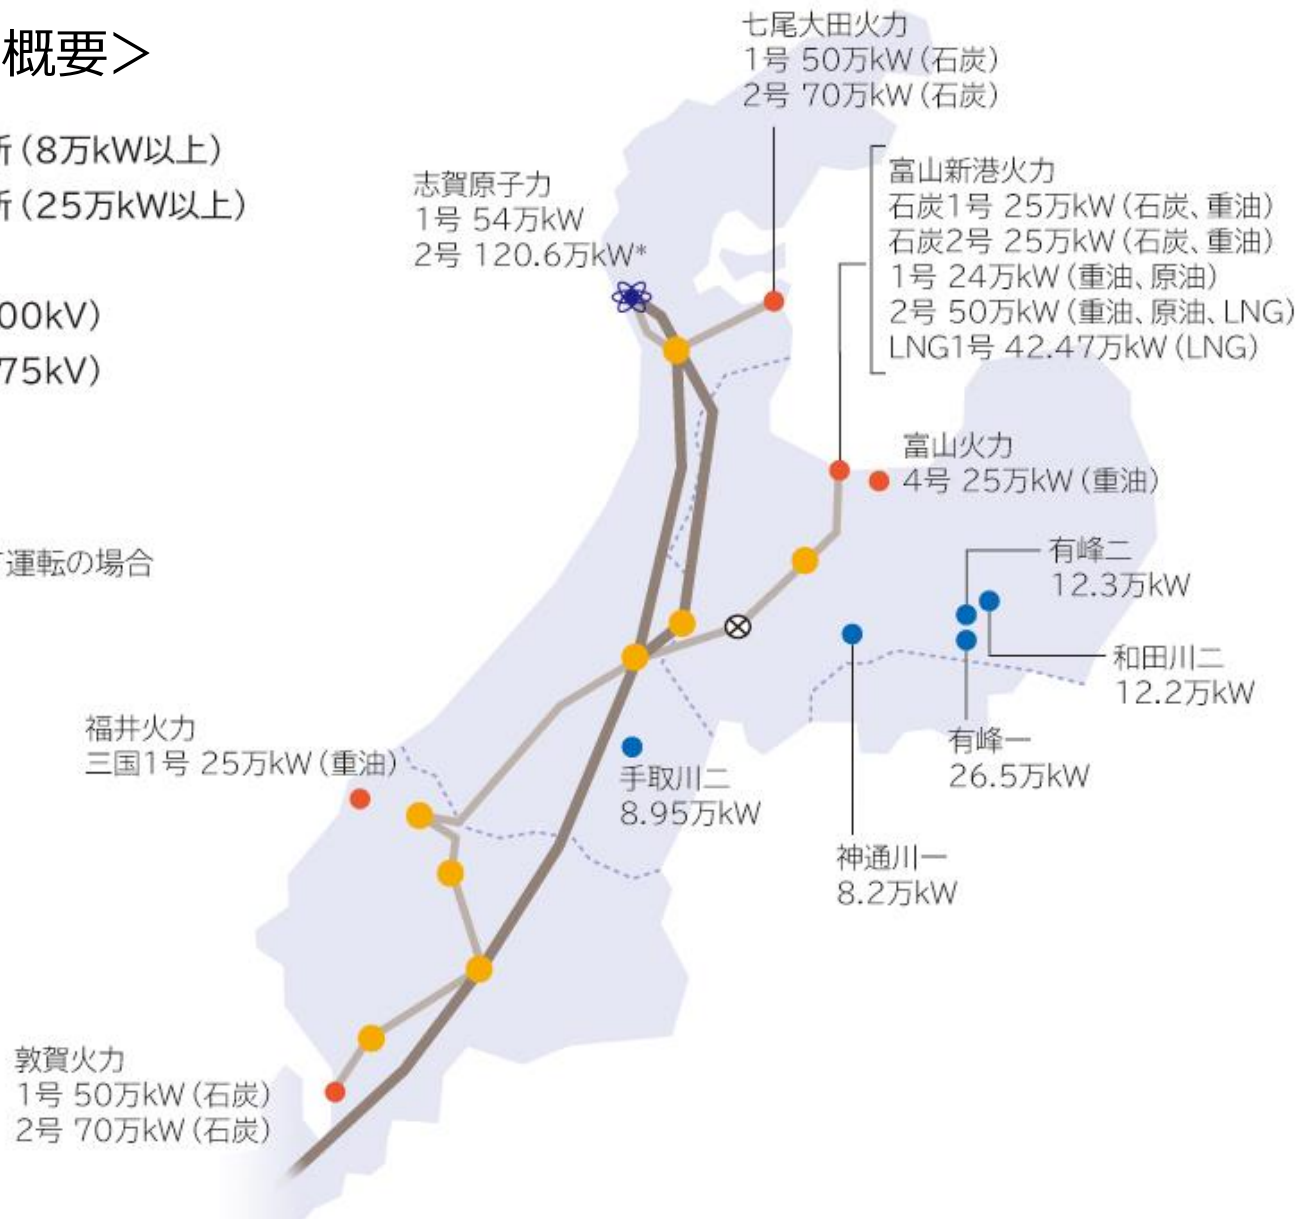 概要＞
所（8万kW以上）
所（25万kW以上）
00kV）
75kV）
運転の場合
七尾大田火力
1号 50万kW（石炭）
2号 70万kW（石炭）
志賀原子力
1号 54万kW
2号 120.6万kW*
富山新港火力
石炭1号 25万kW（石炭、重油）
石炭2号 25万kW（石炭、重油）
1号 24万kW（重油、原油）
2号 50万kW（重油、原油、LNG）
LNG1号 42.47万kW（LNG）
富山火力
4号 25万kW（重油）
有峰二
12.3万kW
和田川二
12.2万kW
有峰一
26.5万kW
神通川一
8.2万kW
手取川二
8.95万kW
福井火力
三国1号 25万kW（重油）
敦賀火力
1号 50万kW（石炭）
2号 70万kW（石炭）